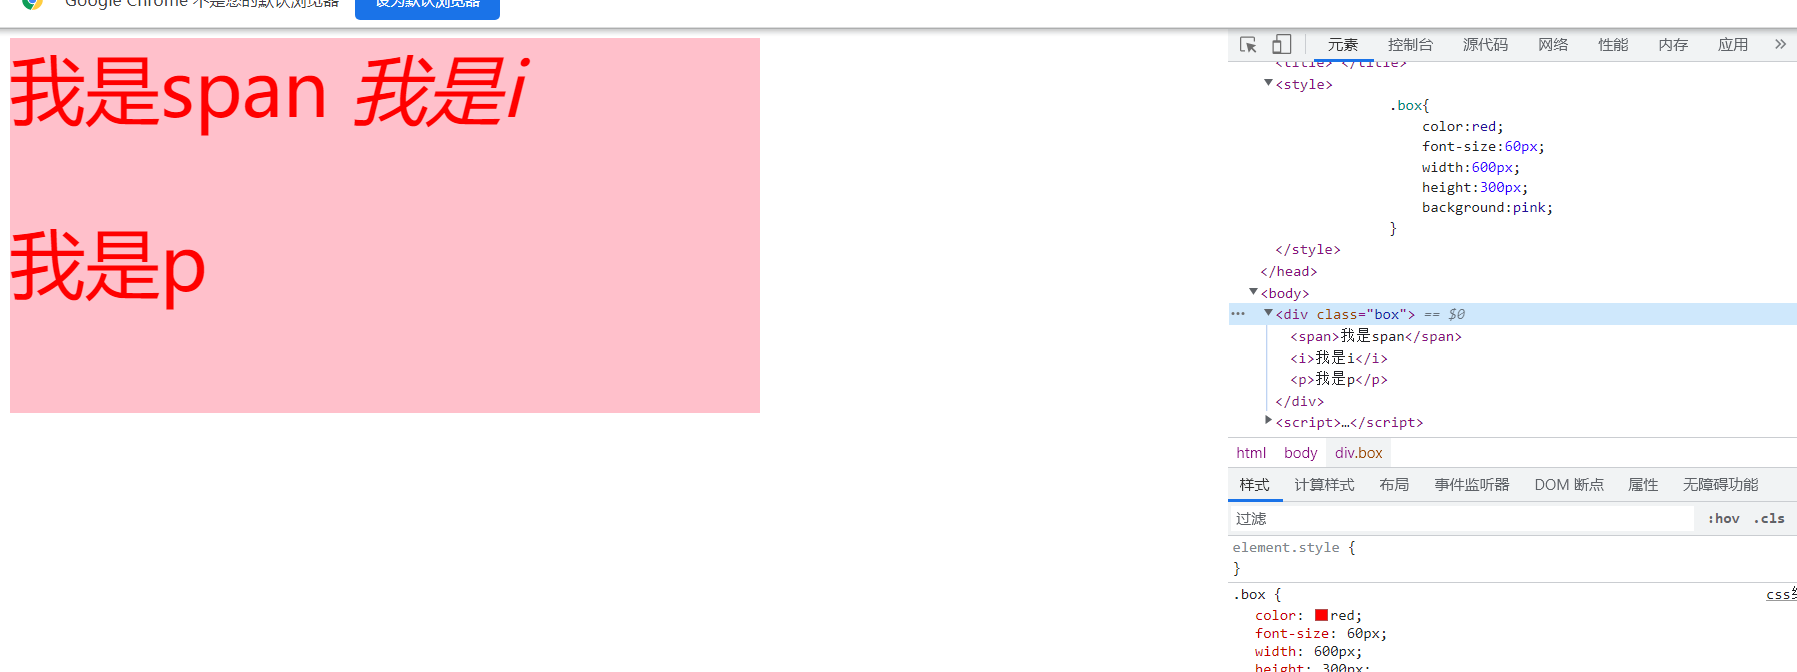 Google Chrome 不是您的默认浏览器 设为默认浏览器
我是span 我是i
我是p
元素 控制台 源代码 网络 性能 内存 应用 »
<title> </title>
<style>
.box{
color:red;
font-size:60px;
width:600px;
height:300px;
background:pink;
}
</style>
</head>
<body>
<div class="box"> == $0
<span>我是span</span>
<i>我是i</i>
<p>我是p</p>
</div>
<script>…</script>
html body div.box
样式 计算样式 布局 事件监听器 DOM 断点 属性 无障碍功能
过滤 :hov .cls
element.style {
}
.box { css
color: red;
font-size: 60px;
width: 600px;
height: 300px;